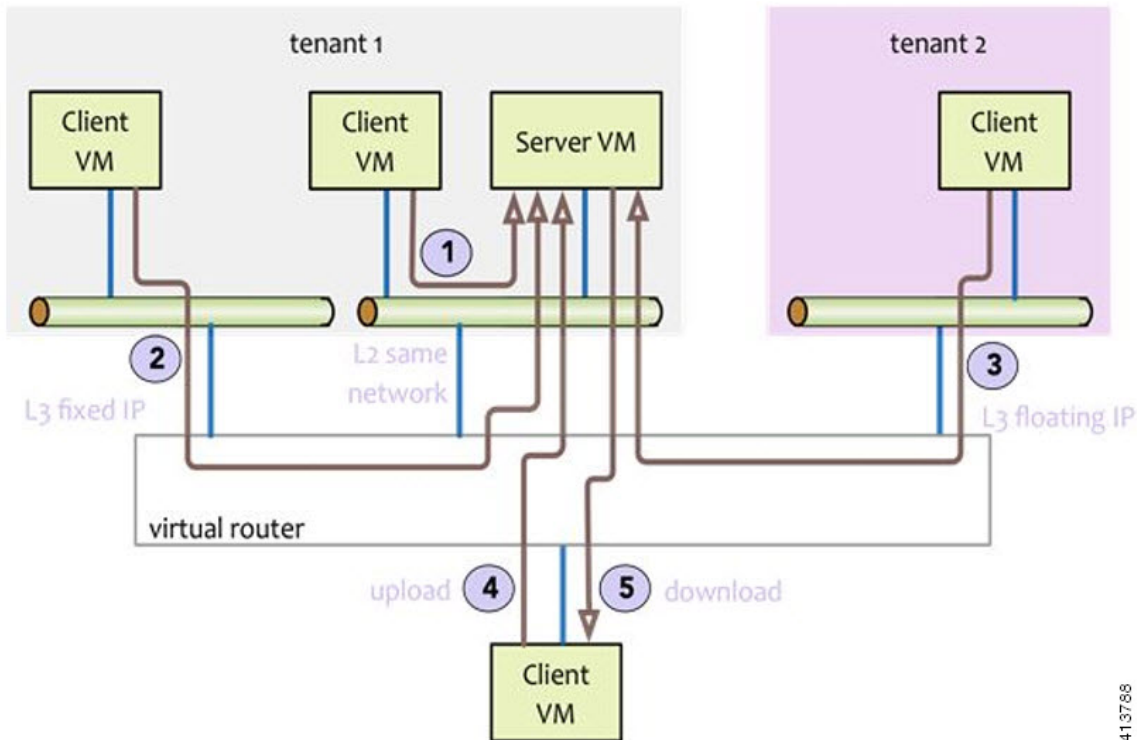 tenant 1
tenant 2
Client
VM
Client
VM
Server VM
Client
VM
1
2
L3 fixed IP
L2 same
network
3
L3 floating IP
virtual router
upload
4
5
download
Client
VM
413788